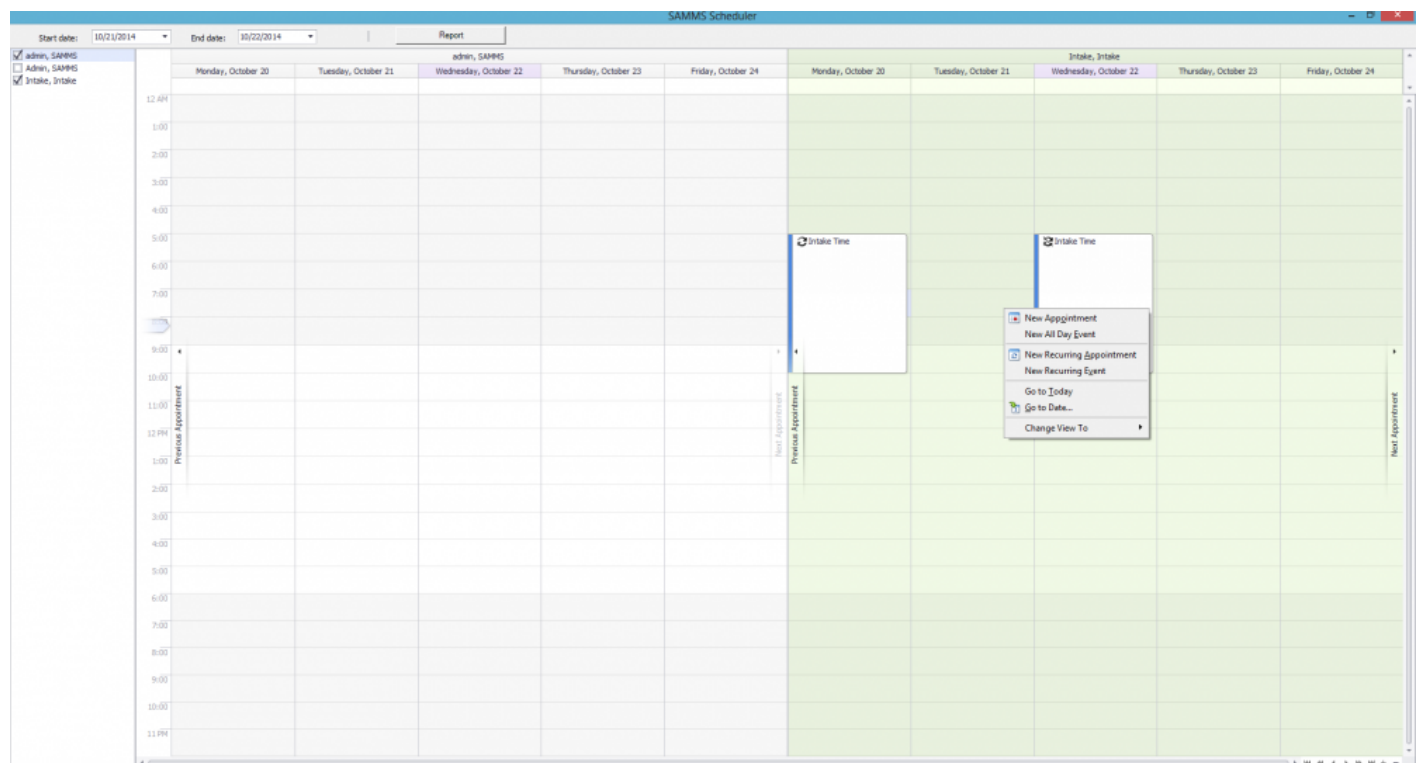 SAMMS Scheduler
Start date: 10/21/2014 End date: 10/22/2014 Report
admin, SAMMS
Admin, SAMMS
Intake, Intake
admin, SAMMS Intake, Intake
Monday, October 20 Tuesday, October 21 Wednesday, October 22 Thursday, October 23 Friday, October 24 Monday, October 20 Tuesday, October 21 Wednesday, October 22 Thursday, October 23 Friday, October 24
12 AM
1:00
2:00
3:00
4:00
5:00
Intake Time Intake Time
6:00
7:00
New Appointment
New All Day Event
9:00
New Recurring Appointment
New Recurring Event
10:00
Go to Today
11:00
Go to Date...
Change View To
12 PM
1:00
Previous Appointment
Next Appointment
Previous Appointment
Next Appointment
2:00
3:00
4:00
5:00
6:00
7:00
8:00
9:00
10:00
11 PM